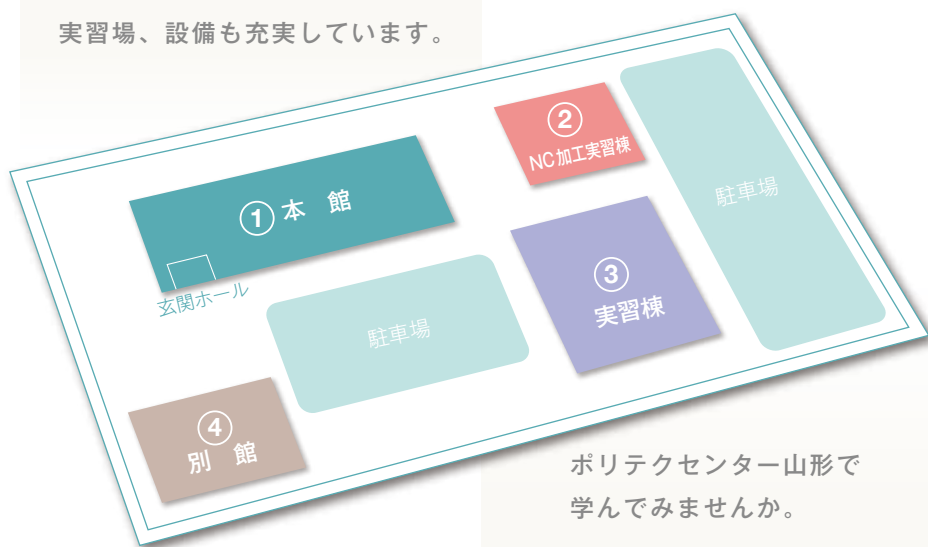 実習場、設備も充実しています。
②
NC加工実習棟
駐車場
①本 館
③
実習棟
玄関ホール
駐車場
④
別 館
ポリテクセンター山形で
学んでみませんか。